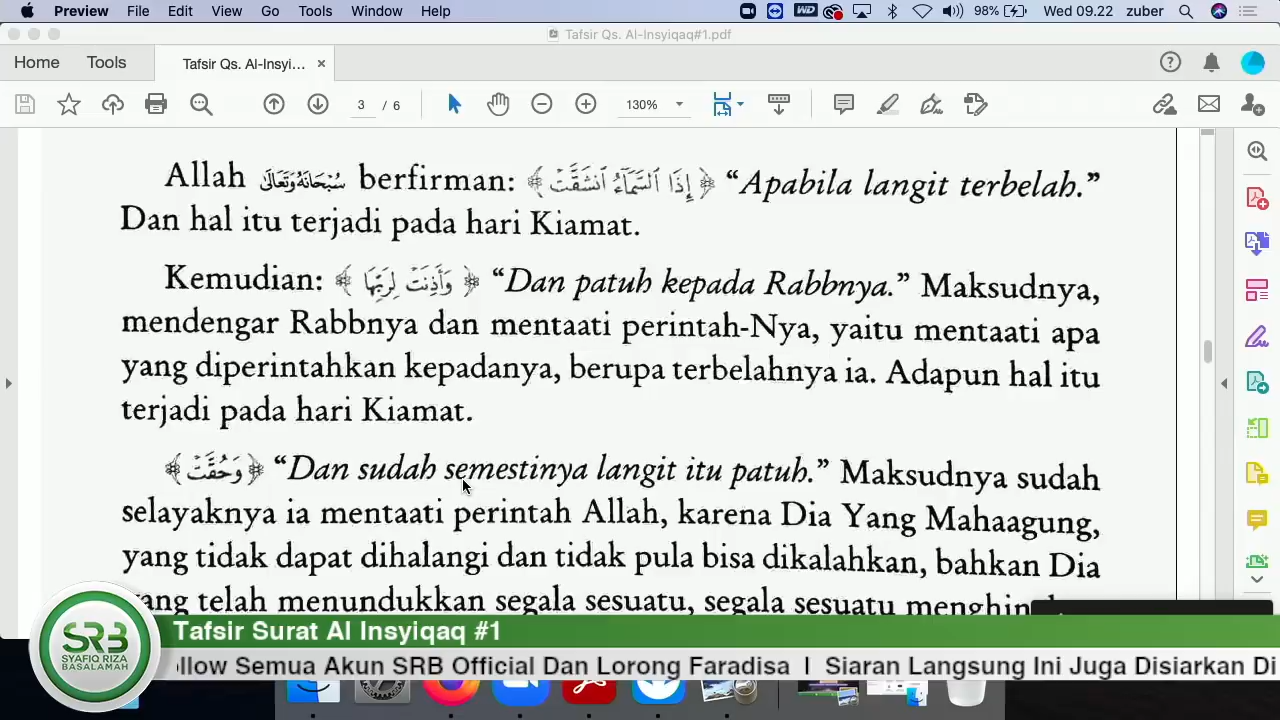 Preview File Edit View Go Tools Window Help 98% Wed 09.22 zuber
Tafsir Qs. Al-Insyiqaq#1.pdf
Home Tools Tafsir Qs. Al-Insyi... ×
3 / 6 130%
Allah سُبْحَانَهُ وَتَعَالَى berfirman: ﴿ إِذَا ٱلسَّمَآءُ ٱنشَقَّتۡ ﴾ “Apabila langit terbelah.”
Dan hal itu terjadi pada hari Kiamat.
Kemudian: ﴿ وَأَذِنَتۡ لِرَبِّهَا ﴾ “Dan patuh kepada Rabbnya.” Maksudnya,
mendengar Rabbnya dan mentaati perintah-Nya, yaitu mentaati apa
yang diperintahkan kepadanya, berupa terbelahnya ia. Adapun hal itu
terjadi pada hari Kiamat.
﴿ وَحُقَّتۡ ﴾ “Dan sudah semestinya langit itu patuh.” Maksudnya sudah
selayaknya ia mentaati perintah Allah, karena Dia Yang Mahaagung,
yang tidak dapat dihalangi dan tidak pula bisa dikalahkan, bahkan Dia
yang telah menundukkan segala sesuatu, segala sesuatu
SRB
SYAFIQ RIZA
BASALAMAH
Tafsir Surat Al Insyiqaq #1
ollow Semua Akun SRB Official Dan Lorong Faradisa I Siaran Langsung Ini Juga Disiarkan Di